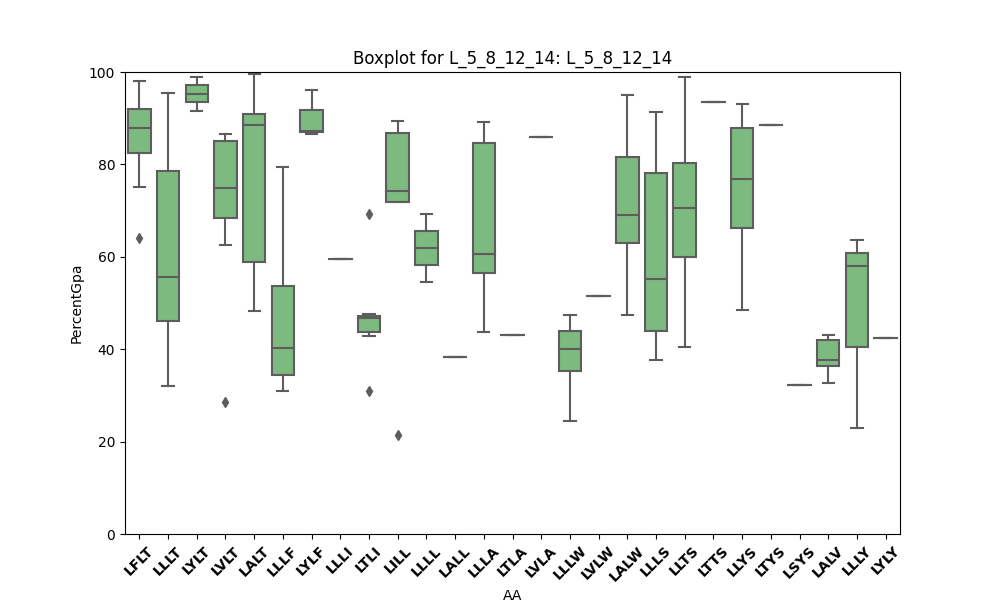 Boxplot for L_5_8_12_14: L_5_8_12_14
100
80
60
40
20
0
PercentGpa
LFLT LLLT LYLT LVLT LALT LLLF LYLF LLLI LTLI LILL LLLL LALL LLLA LTLA LVLA LLLW LVLW LALW LLLS LLTS LTTS LLYS LTYS LSYS LALV LLLY LYLY
AA